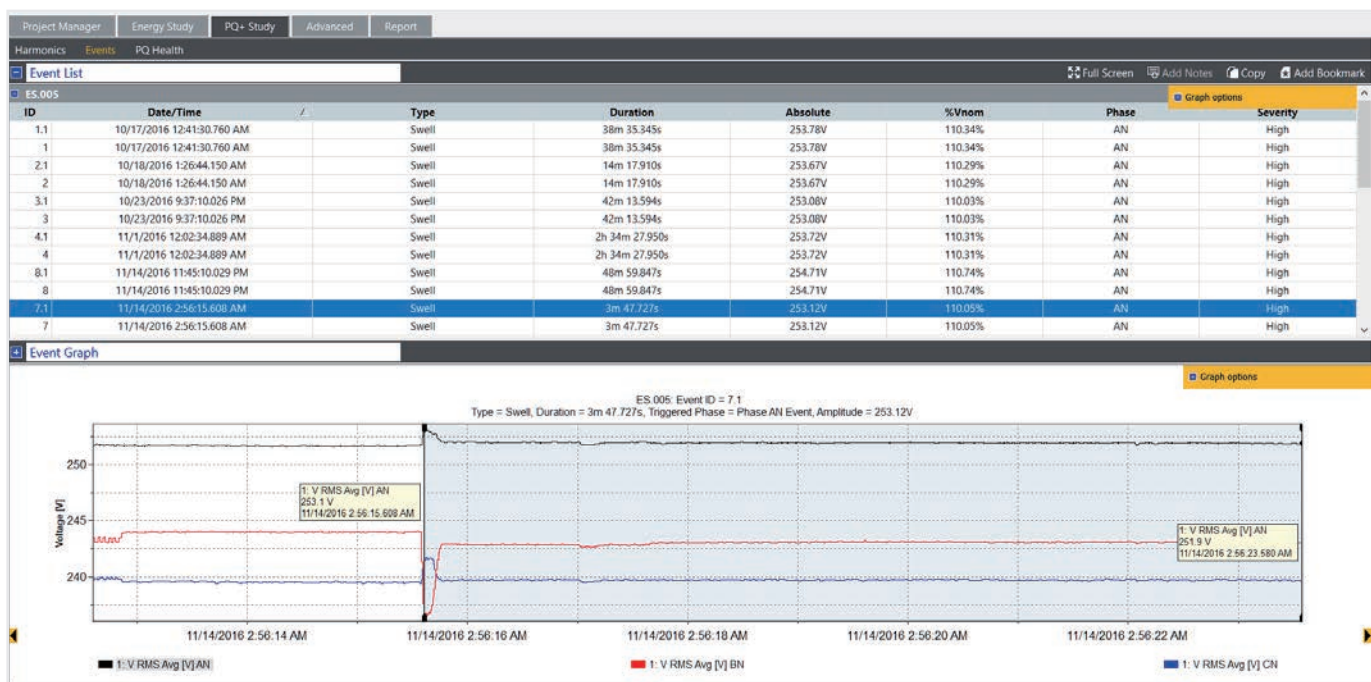 Project Manager Energy Study PQ+ Study Advanced Report
Harmonics Events PQ Health
Event List Full Screen Add Notes Copy Add Bookmark
ES.005 Graph options
ID Date/Time Type Duration Absolute %Vnom Phase Severity
1.1 10/17/2016 12:41:30.760 AM Swell 38m 35.345s 253.78V 110.34% AN High
1 10/17/2016 12:41:30.760 AM Swell 38m 35.345s 253.78V 110.34% AN High
2.1 10/18/2016 1:26:44.150 AM Swell 14m 17.910s 253.67V 110.29% AN High
2 10/18/2016 1:26:44.150 AM Swell 14m 17.910s 253.67V 110.29% AN High
3.1 10/23/2016 9:37:10.026 PM Swell 42m 13.594s 253.08V 110.03% AN High
3 10/23/2016 9:37:10.026 PM Swell 42m 13.594s 253.08V 110.03% AN High
4.1 11/1/2016 12:02:34.889 AM Swell 2h 34m 27.950s 253.72V 110.31% AN High
4 11/1/2016 12:02:34.889 AM Swell 2h 34m 27.950s 253.72V 110.31% AN High
8.1 11/14/2016 11:45:10.029 PM Swell 48m 59.847s 254.71V 110.74% AN High
8 11/14/2016 11:45:10.029 PM Swell 48m 59.847s 254.71V 110.74% AN High
7.1 11/14/2016 2:56:15.608 AM Swell 3m 47.727s 253.12V 110.05% AN High
7 11/14/2016 2:56:15.608 AM Swell 3m 47.727s 253.12V 110.05% AN High
Event Graph
Graph options
ES.005: Event ID = 7.1
Type = Swell, Duration = 3m 47.727s, Triggered Phase = Phase AN Event, Amplitude = 253.12V
Voltage [V]
250
245
240
1: V RMS Avg [V] AN
253.1 V
11/14/2016 2:56:15.608 AM
1: V RMS Avg [V] AN
251.9 V
11/14/2016 2:56:23.580 AM
11/14/2016 2:56:14 AM 11/14/2016 2:56:16 AM 11/14/2016 2:56:18 AM 11/14/2016 2:56:20 AM 11/14/2016 2:56:22 AM
1: V RMS Avg [V] AN 1: V RMS Avg [V] BN 1: V RMS Avg [V] CN